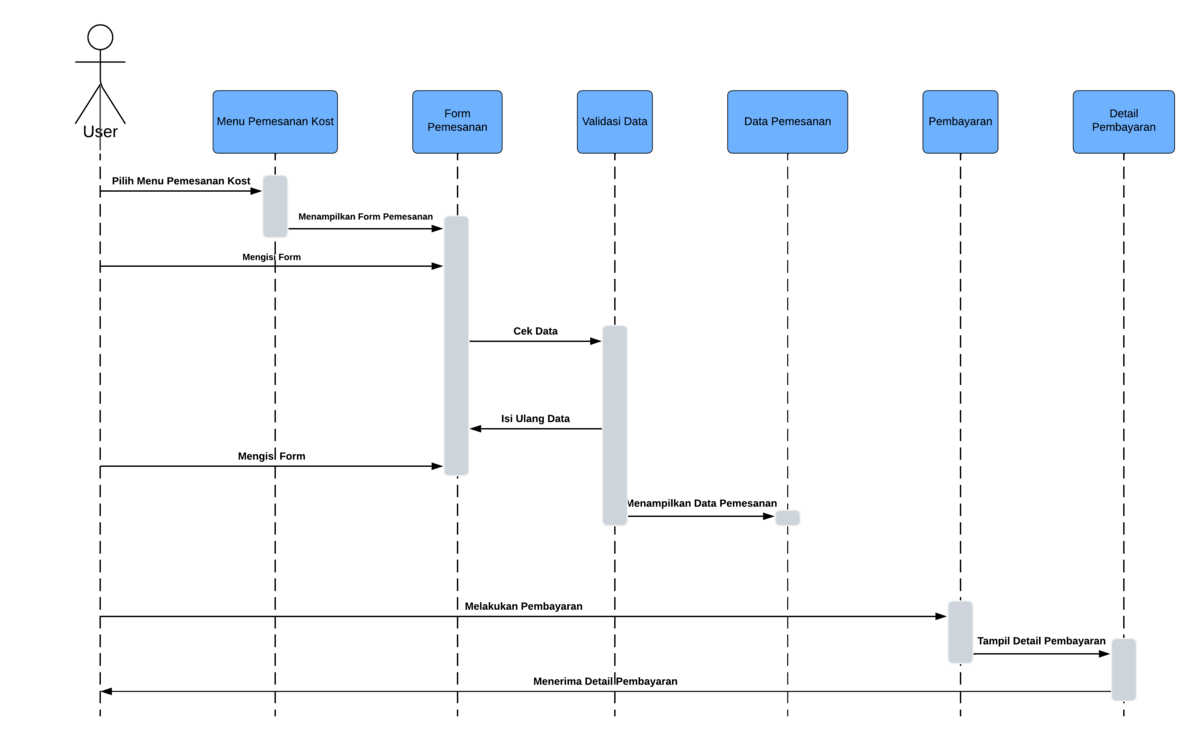 User
Menu Pemesanan Kost
Form
Pemesanan
Validasi Data
Data Pemesanan
Pembayaran
Detail
Pembayaran
Pilih Menu Pemesanan Kost
Menampilkan Form Pemesanan
Mengisi Form
Cek Data
Isi Ulang Data
Mengisi Form
Menampilkan Data Pemesanan
Melakukan Pembayaran
Tampil Detail Pembayaran
Menerima Detail Pembayaran